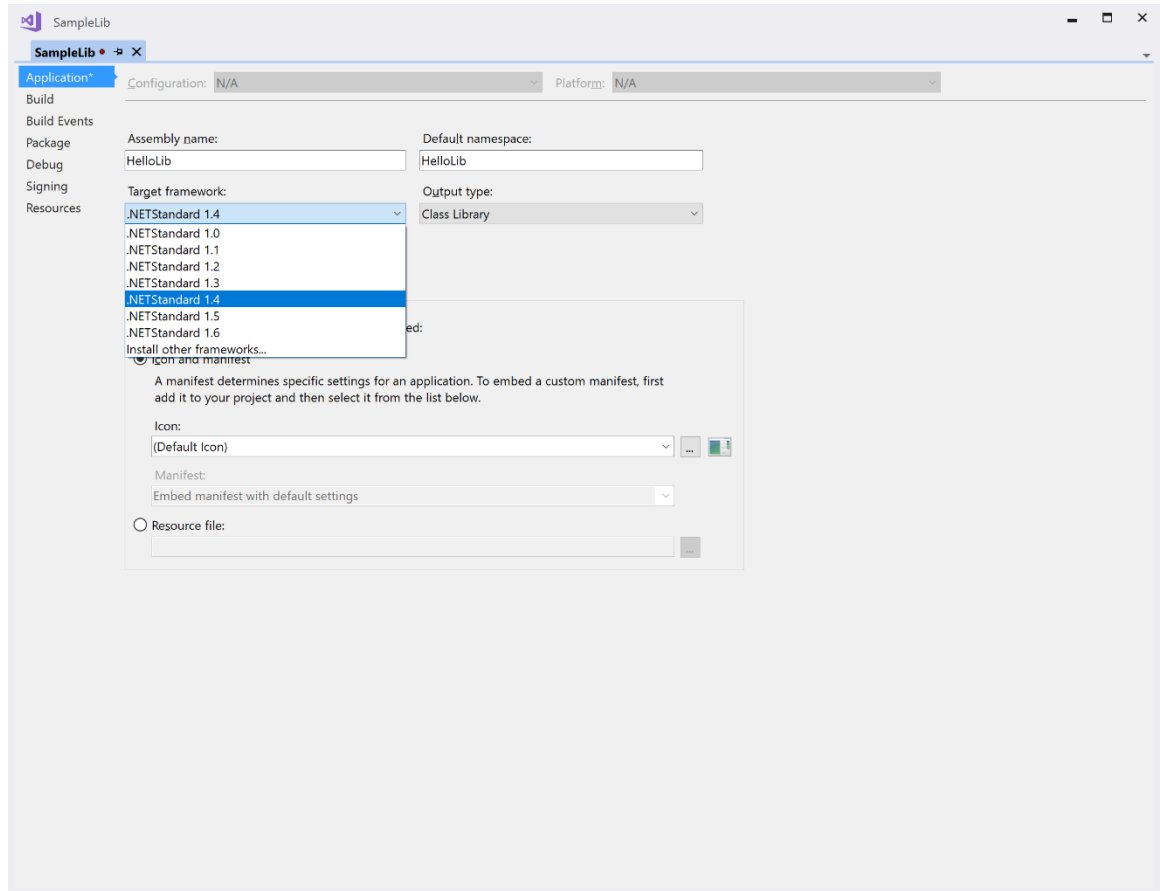 SampleLib
SampleLib
Application*
Build
Build Events
Package
Debug
Signing
Resources
Configuration: N/A Platform: N/A
Assembly name: Default namespace:
HelloLib HelloLib
Target framework: Output type:
.NETStandard 1.4 Class Library
.NETStandard 1.0
.NETStandard 1.1
.NETStandard 1.2
.NETStandard 1.3
.NETStandard 1.4
.NETStandard 1.5
.NETStandard 1.6
ed:
Install other frameworks...
Icon and manifest
A manifest determines specific settings for an application. To embed a custom manifest, first
add it to your project and then select it from the list below.
Icon:
(Default Icon) ...
Manifest:
Embed manifest with default settings
Resource file:
...